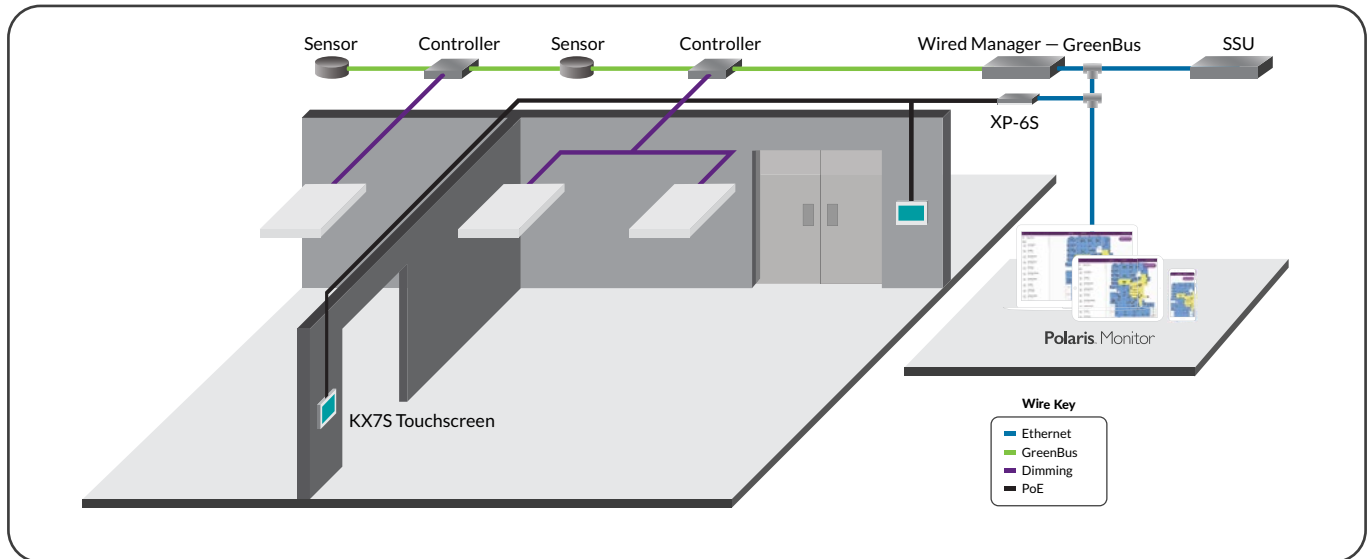 Sensor
Controller
Sensor
Controller
Wired Manager — GreenBus
SSU
XP-6S
KX7S Touchscreen
Polaris. Monitor
Wire Key
Ethernet
GreenBus
Dimming
PoE